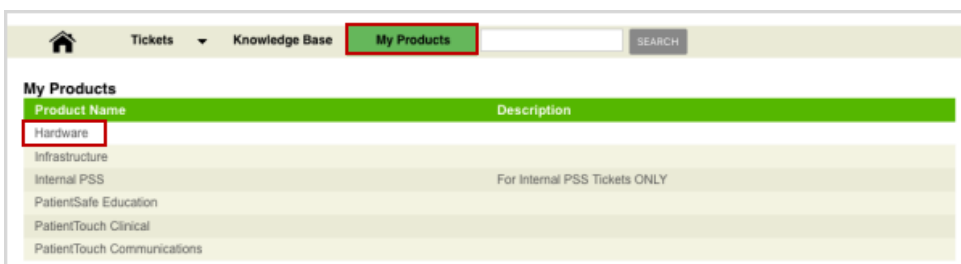 Tickets Knowledge Base My Products SEARCH
My Products
Product Name Description
Hardware
Infrastructure
Internal PSS For Internal PSS Tickets ONLY
PatientSafe Education
PatientTouch Clinical
PatientTouch Communications